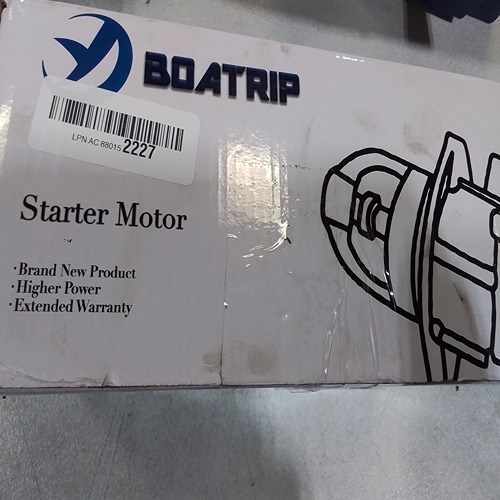 BOATRIP
LPN AC 88015 2227
Starter Motor
·Brand New Product
·Higher Power
·Extended Warranty